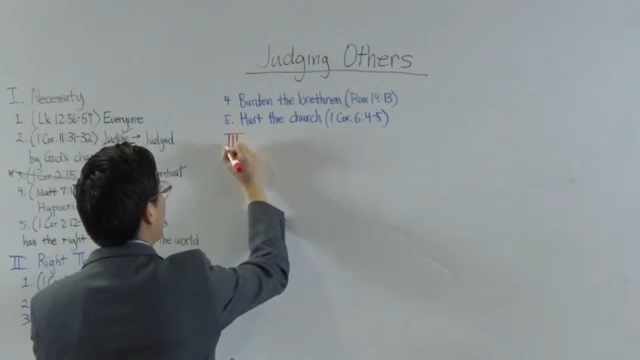 Judging Others
I. Necessity
1. (Lk 12:56-57) Everyone
2. (1 Cor. 11:31-32) Judge → Judged
by God's
3. (1 Cor 2:15
4. (Matt 7:1
Hypocri
5. (1 Cor 2:12-
has the right the world
II. Right
1. (1
2
3
4. Burden the brethren (Rom 14:13)
5. Hurt the church (1 Cor. 6:4-5)
III